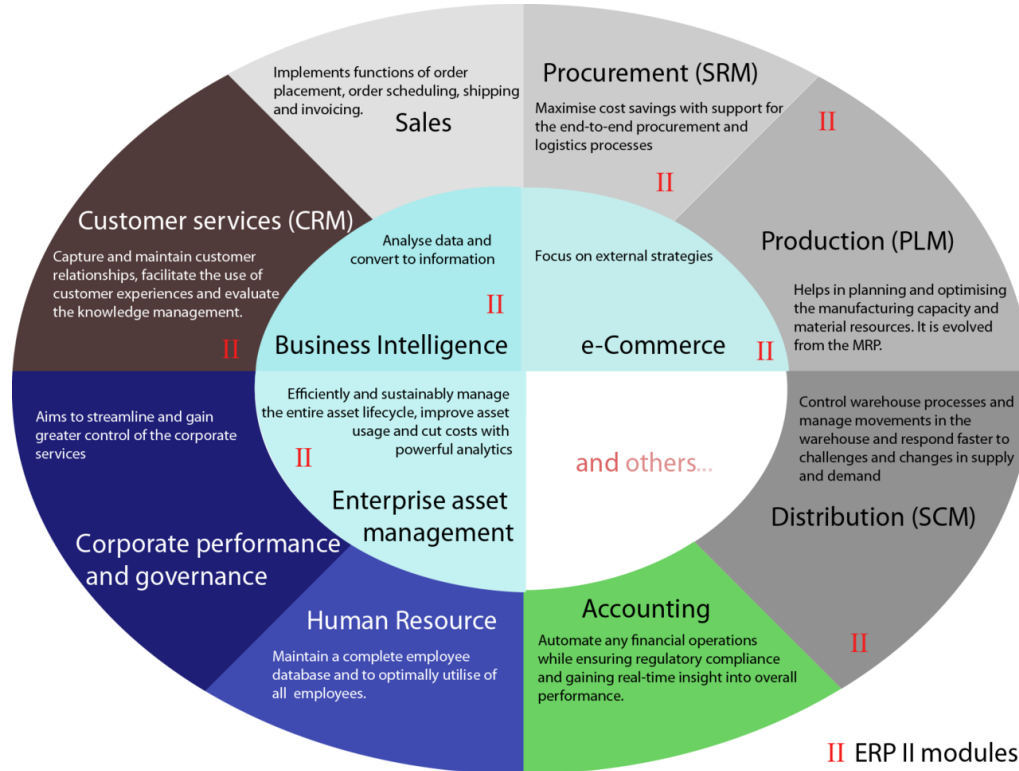 Implements functions of order
placement, order scheduling, shipping
and invoicing.
Sales
Procurement (SRM)
Maximise cost savings with support for
the end-to-end procurement and
logistics processes
II
II
Production (PLM)
Helps in planning and optimising
the manufacturing capacity and
material resources. It is evolved
from the MRP.
Customer services (CRM)
Capture and maintain customer
relationships, facilitate the use of
customer experiences and evaluate
the knowledge management.
II
Analyse data and
convert to information
II
Business Intelligence
Focus on external strategies
e-Commerce
II
Efficiently and sustainably manage
the entire asset lifecycle, improve asset
usage and cut costs with
powerful analytics
II
Enterprise asset
management
and others...
Control warehouse processes and
manage movements in the
warehouse and respond faster to
challenges and changes in supply
and demand
Distribution (SCM)
II
Aims to streamline and gain
greater control of the corporate
services
Corporate performance
and governance
Human Resource
Maintain a complete employee
database and to optimally utilise of
all employees.
Accounting
Automate any financial operations
while ensuring regulatory compliance
and gaining real-time insight into overall
performance.
II ERP II modules